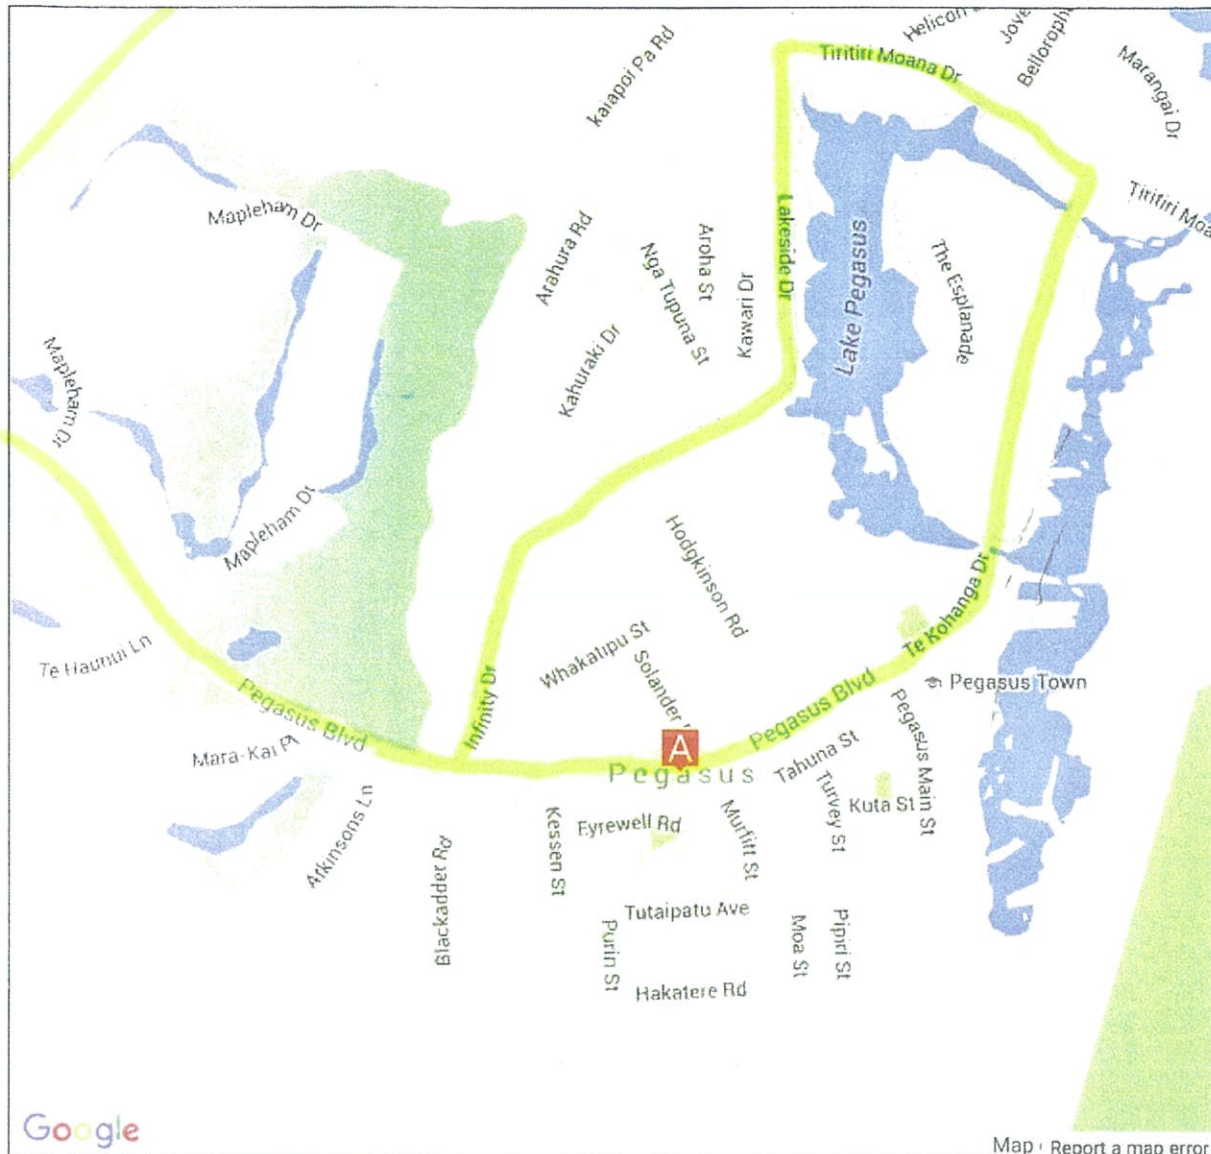 Helican
Jove
Belloroph
Kaiapoi Pa Rd
Tiritiri Moana Dr
Marangai Dr
Mapleham Dr
Arahura Rd
Aroha St
Nga Tupuna St
Kawari Dr
Lakeside Dr
Lake Pegasus
The Esplanade
Tiritiri Moa
Mapleham Dr
Kahuraki Dr
Mapleham Dr
Hodgkinson Rd
Te Haunui Ln
Whakatipu St
Solander
Te Kohanga Dr
Pegasus Town
Pegasus Blvd
Infinity Dr
Pegasus Blvd
Mara-Kai Pl
A
Pegasus
Tahuna St
Pegasus Main St
Atkinsons Ln
Blackadder Rd
Kessen St
Eyrewell Rd
Murfitt St
Turvey St
Kuta St
Tutaipatu Ave
Purin St
Moa St
Pipiri St
Hakatere Rd
Google
Map
Report a map error